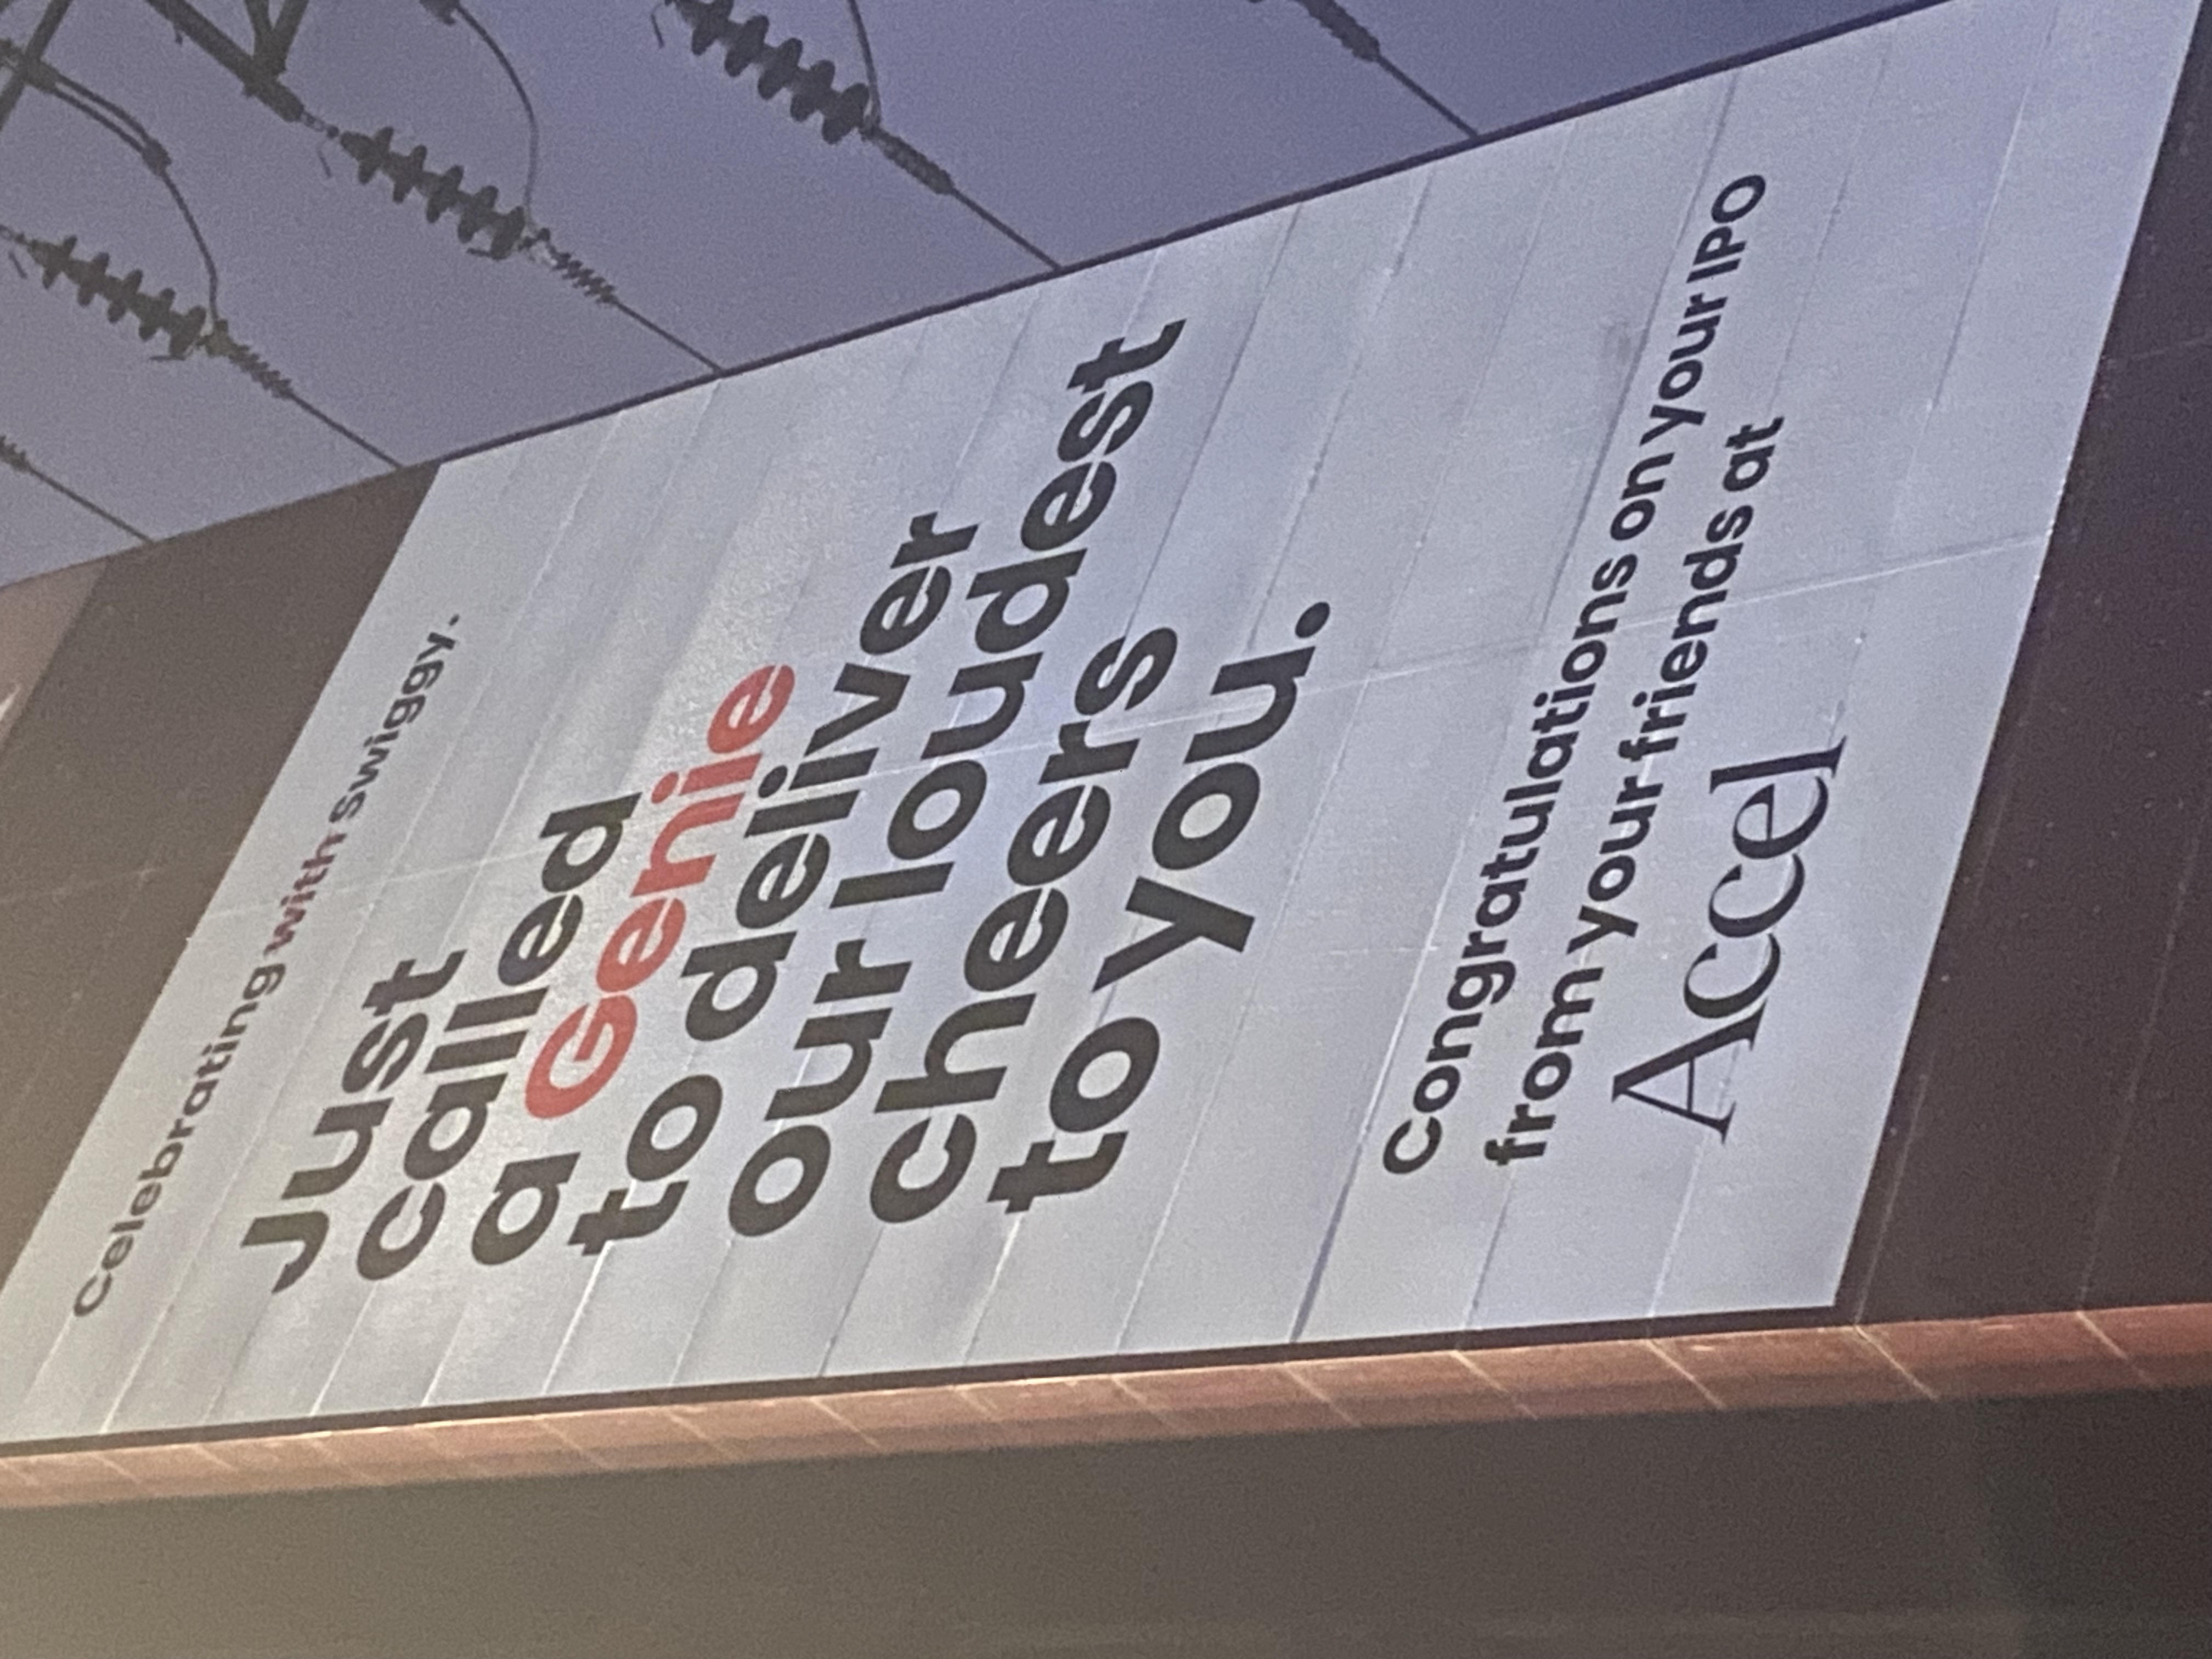 Celebrating with Swiggy.
Just
called
a Genie
to deliver
our loudest
cheers
to you.
Congratulations on your IPO
from your friends at
Accel